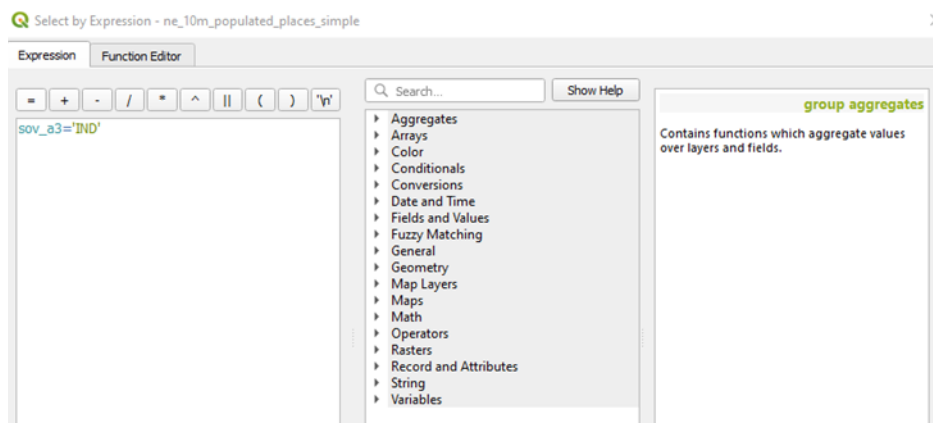 Select by Expression - ne_10m_populated_places_simple
Expression Function Editor
= + - / * ^ || ( ) '\n'
sov_a3='IND'
Search... Show Help
Aggregates
Arrays
Color
Conditionals
Conversions
Date and Time
Fields and Values
Fuzzy Matching
General
Geometry
Map Layers
Maps
Math
Operators
Rasters
Record and Attributes
String
Variables
group aggregates
Contains functions which aggregate values
over layers and fields.